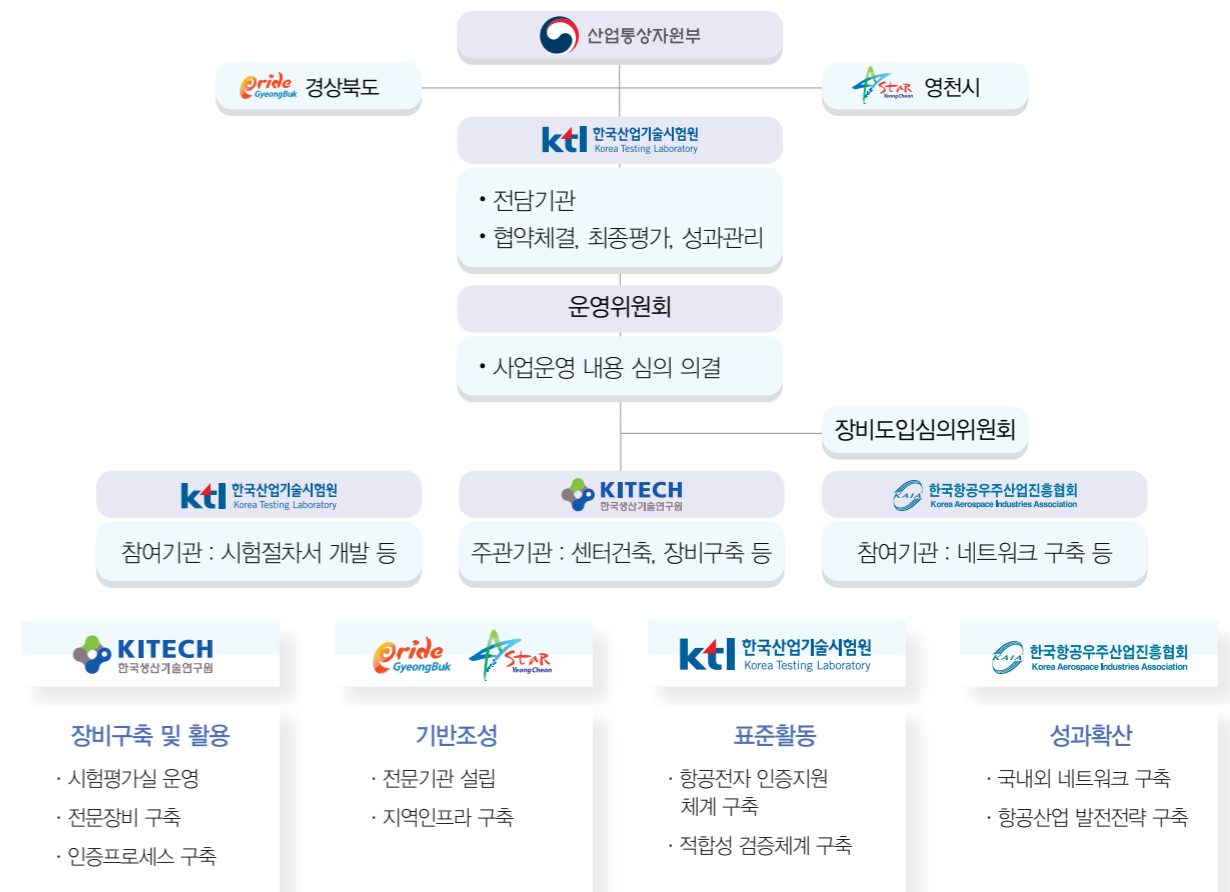 산업통상자원부
Pride GyeongBuk 경상북도
STAR YeongCheon 영천시
ktl 한국산업기술시험원
Korea Testing Laboratory
• 전담기관
• 협약체결, 최종평가, 성과관리
운영위원회
• 사업운영 내용 심의 의결
장비도입심의위원회
ktl 한국산업기술시험원
Korea Testing Laboratory
참여기관 : 시험절차서 개발 등
KITECH
한국생산기술연구원
주관기관 : 센터건축, 장비구축 등
KAIA 한국항공우주산업진흥협회
Korea Aerospace Industries Association
참여기관 : 네트워크 구축 등
KITECH
한국생산기술연구원
장비구축 및 활용
· 시험평가실 운영
· 전문장비 구축
· 인증프로세스 구축
Pride GyeongBuk
STAR YeongCheon
기반조성
· 전문기관 설립
· 지역인프라 구축
ktl 한국산업기술시험원
Korea Testing Laboratory
표준활동
· 항공전자 인증지원
체계 구축
· 적합성 검증체계 구축
KAIA 한국항공우주산업진흥협회
Korea Aerospace Industries Association
성과확산
· 국내외 네트워크 구축
· 항공산업 발전전략 구축